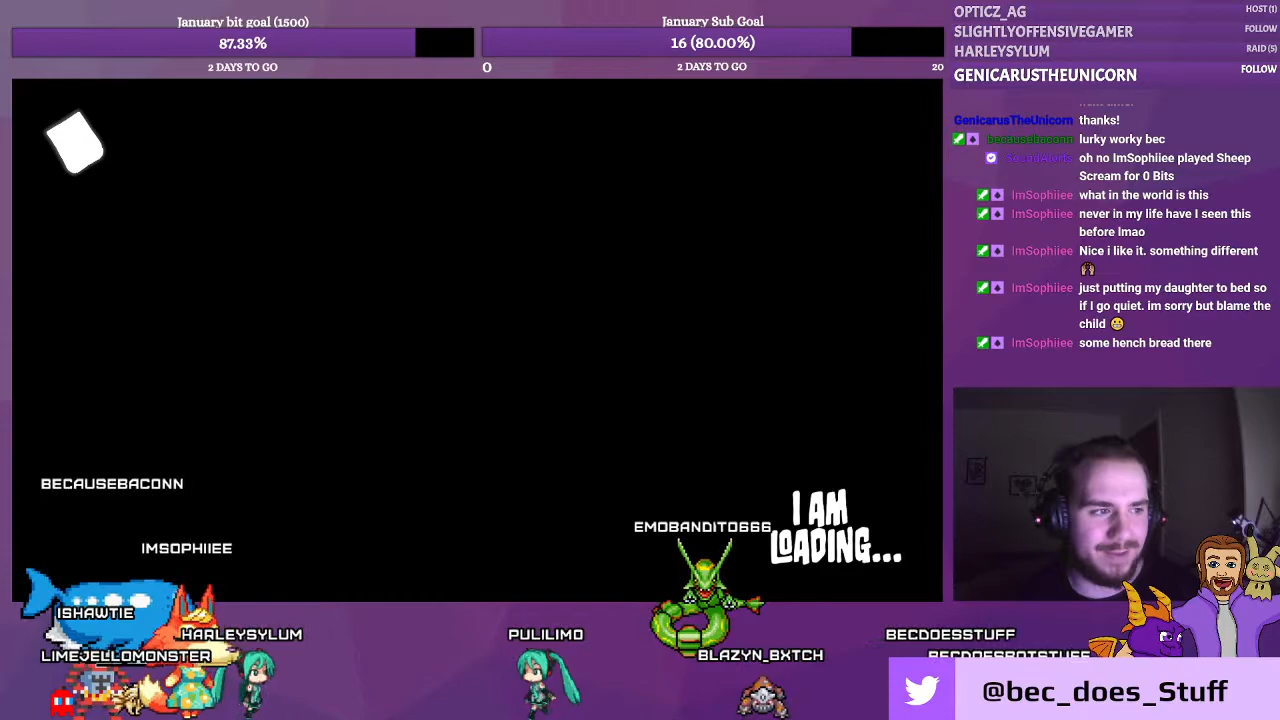 January bit goal (1500)
87.33%
2 DAYS TO GO
January Sub Goal
16 (80.00%)
0
2 DAYS TO GO
20
OPTICZ_AG HOST (1)
SLIGHTLYOFFENSIVEGAMER FOLLOW
HARLEYSYLUM RAID (5)
GENICARUSTHEUNICORN FOLLOW
GenIcarusTheUnicorn thanks!
becausebaconn lurky worky bec
oh no ImSophiiee played Sheep
Scream for 0 Bits
ImSophiiee what in the world is this
ImSophiiee never in my life have I seen this
before lmao
ImSophiiee Nice i like it. something different
ImSophiiee just putting my daughter to bed so
if I go quiet. im sorry but blame the
child
ImSophiiee some hench bread there
BECAUSEBACONN
IMSOPHIIEE
EMOBANDITO666
I AM
LOADING...
ISHAWTIE
HARLEYSYLUM
LIMEJELLOMONSTER
PULILIMO
BLAZYN_BXTCH
BECDOESSTUFF
BECDOESBOTSTUFF
@bec_does_Stuff